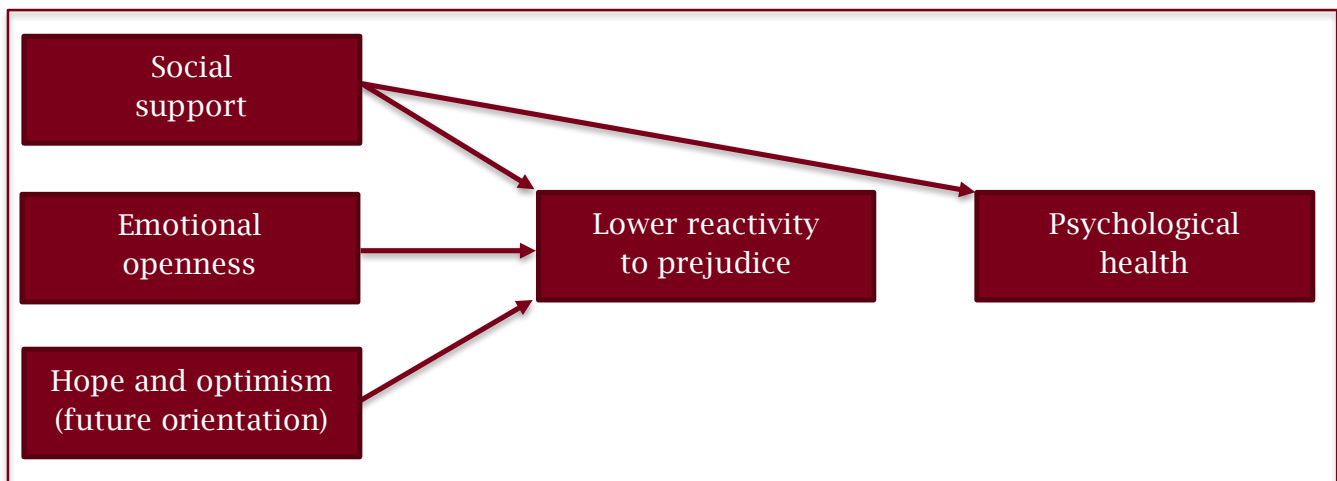 Social
support
Emotional
openness
Lower reactivity
to prejudice
Psychological
health
Hope and optimism
(future orientation)